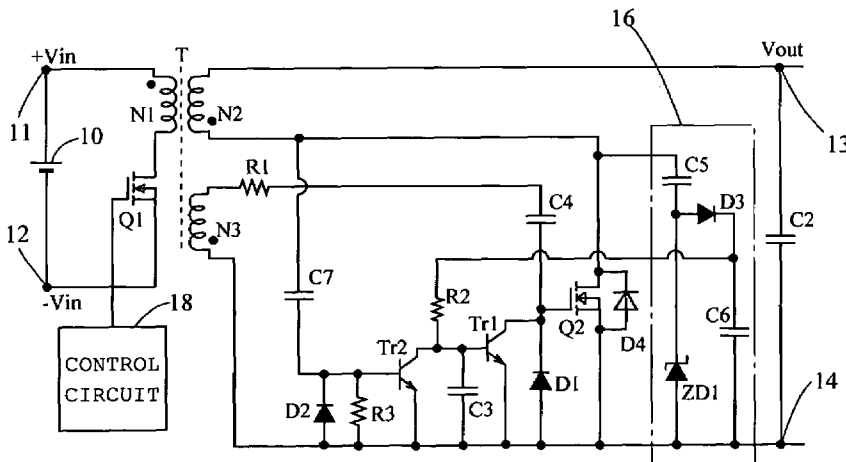 16
+Vin
T
Vout
11
10
N1
N2
13
C5
R1
D3
Q1
N3
C4
C2
12
-Vin
C7
18
R2
Tr1
Q2
C6
Tr2
D4
CONTROL
CIRCUIT
D1
14
D2
R3
C3
ZD1